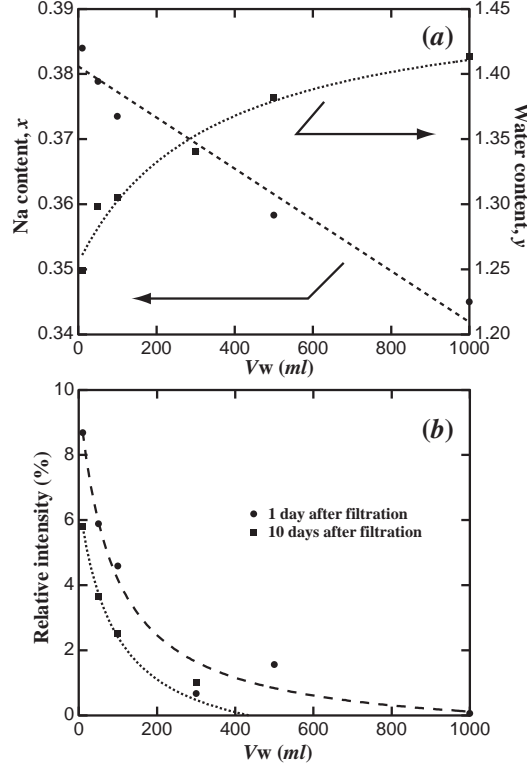 (a)
0.39
0.38
0.37
0.36
0.35
0.34
Na content, x
1.45
1.40
1.35
1.30
1.25
1.20
Water content, y
0 200 400 600 800 1000
Vw (ml)
(b)
10
8
6
4
2
0
Relative intensity (%)
1 day after filtration
10 days after filtration
0 200 400 600 800 1000
Vw (ml)